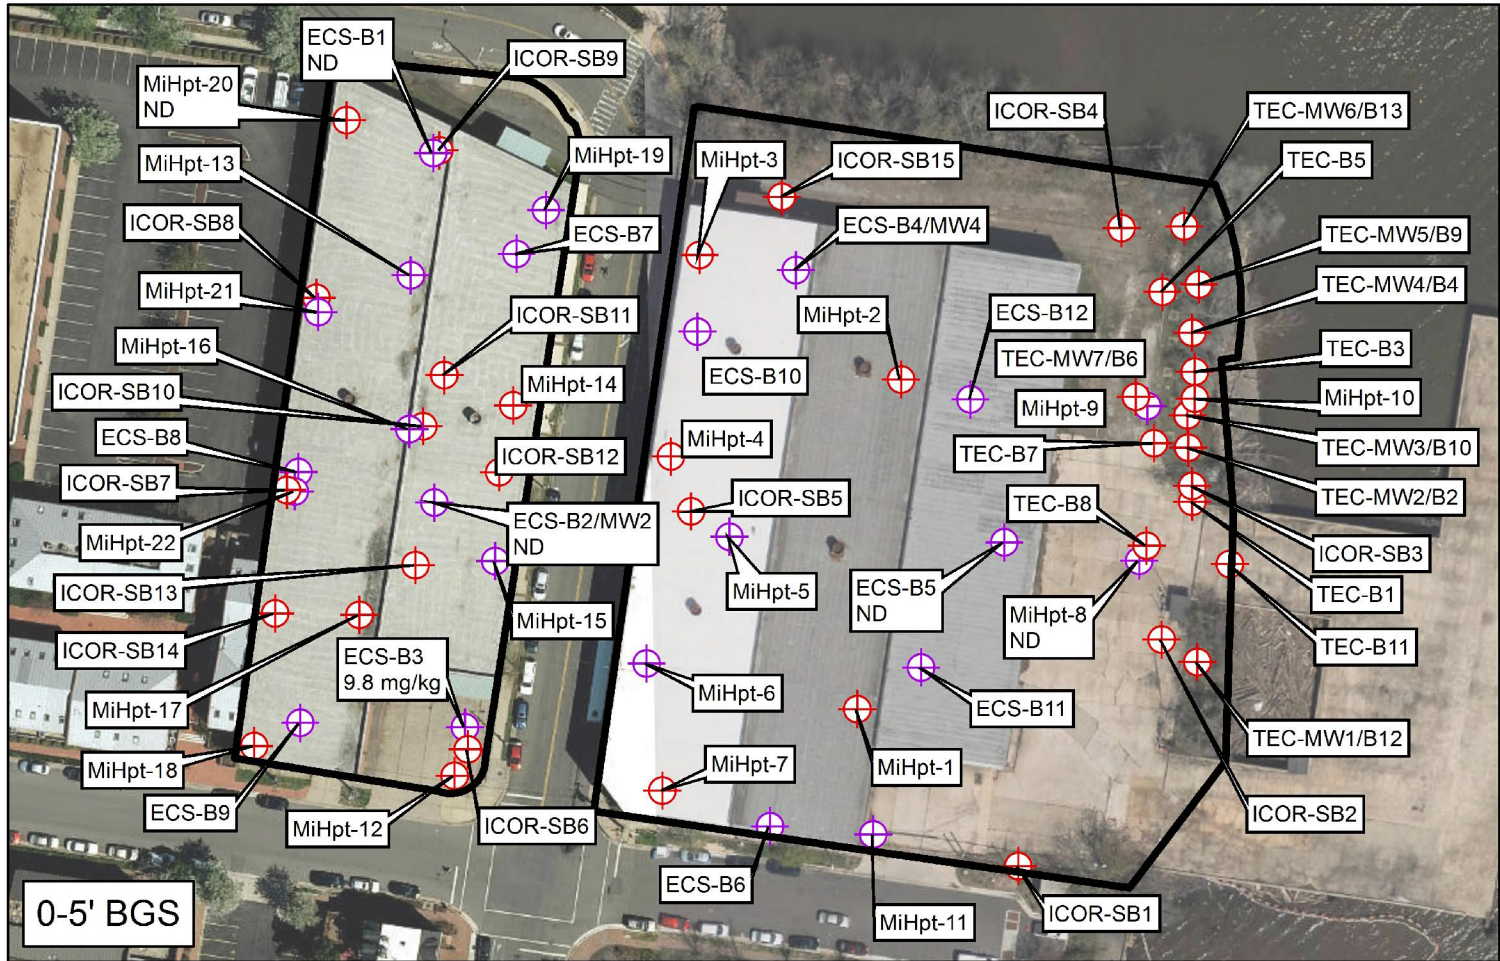 ECS-B1
ND
ICOR-SB9
MiHpt-20
ND
MiHpt-13
MiHpt-19
ICOR-SB8
ECS-B7
MiHpt-21
ICOR-SB11
MiHpt-16
ICOR-SB10
MiHpt-14
ECS-B8
ICOR-SB12
ICOR-SB7
MiHpt-22
ECS-B2/MW2
ND
ICOR-SB13
MiHpt-15
ICOR-SB14
ECS-B3
9.8 mg/kg
MiHpt-17
MiHpt-18
ECS-B9
MiHpt-12
ICOR-SB6
MiHpt-3
ICOR-SB15
ECS-B4/MW4
ICOR-SB4
TEC-MW6/B13
TEC-B5
TEC-MW5/B9
TEC-MW4/B4
MiHpt-2
ECS-B12
TEC-MW7/B6
TEC-B3
ECS-B10
MiHpt-9
MiHpt-10
MiHpt-4
TEC-B7
TEC-MW3/B10
ICOR-SB5
TEC-B8
TEC-MW2/B2
ICOR-SB3
MiHpt-5
ECS-B5
ND
MiHpt-8
ND
TEC-B1
TEC-B11
MiHpt-6
ECS-B11
TEC-MW1/B12
MiHpt-7
MiHpt-1
ICOR-SB2
ECS-B6
MiHpt-11
ICOR-SB1
0-5' BGS